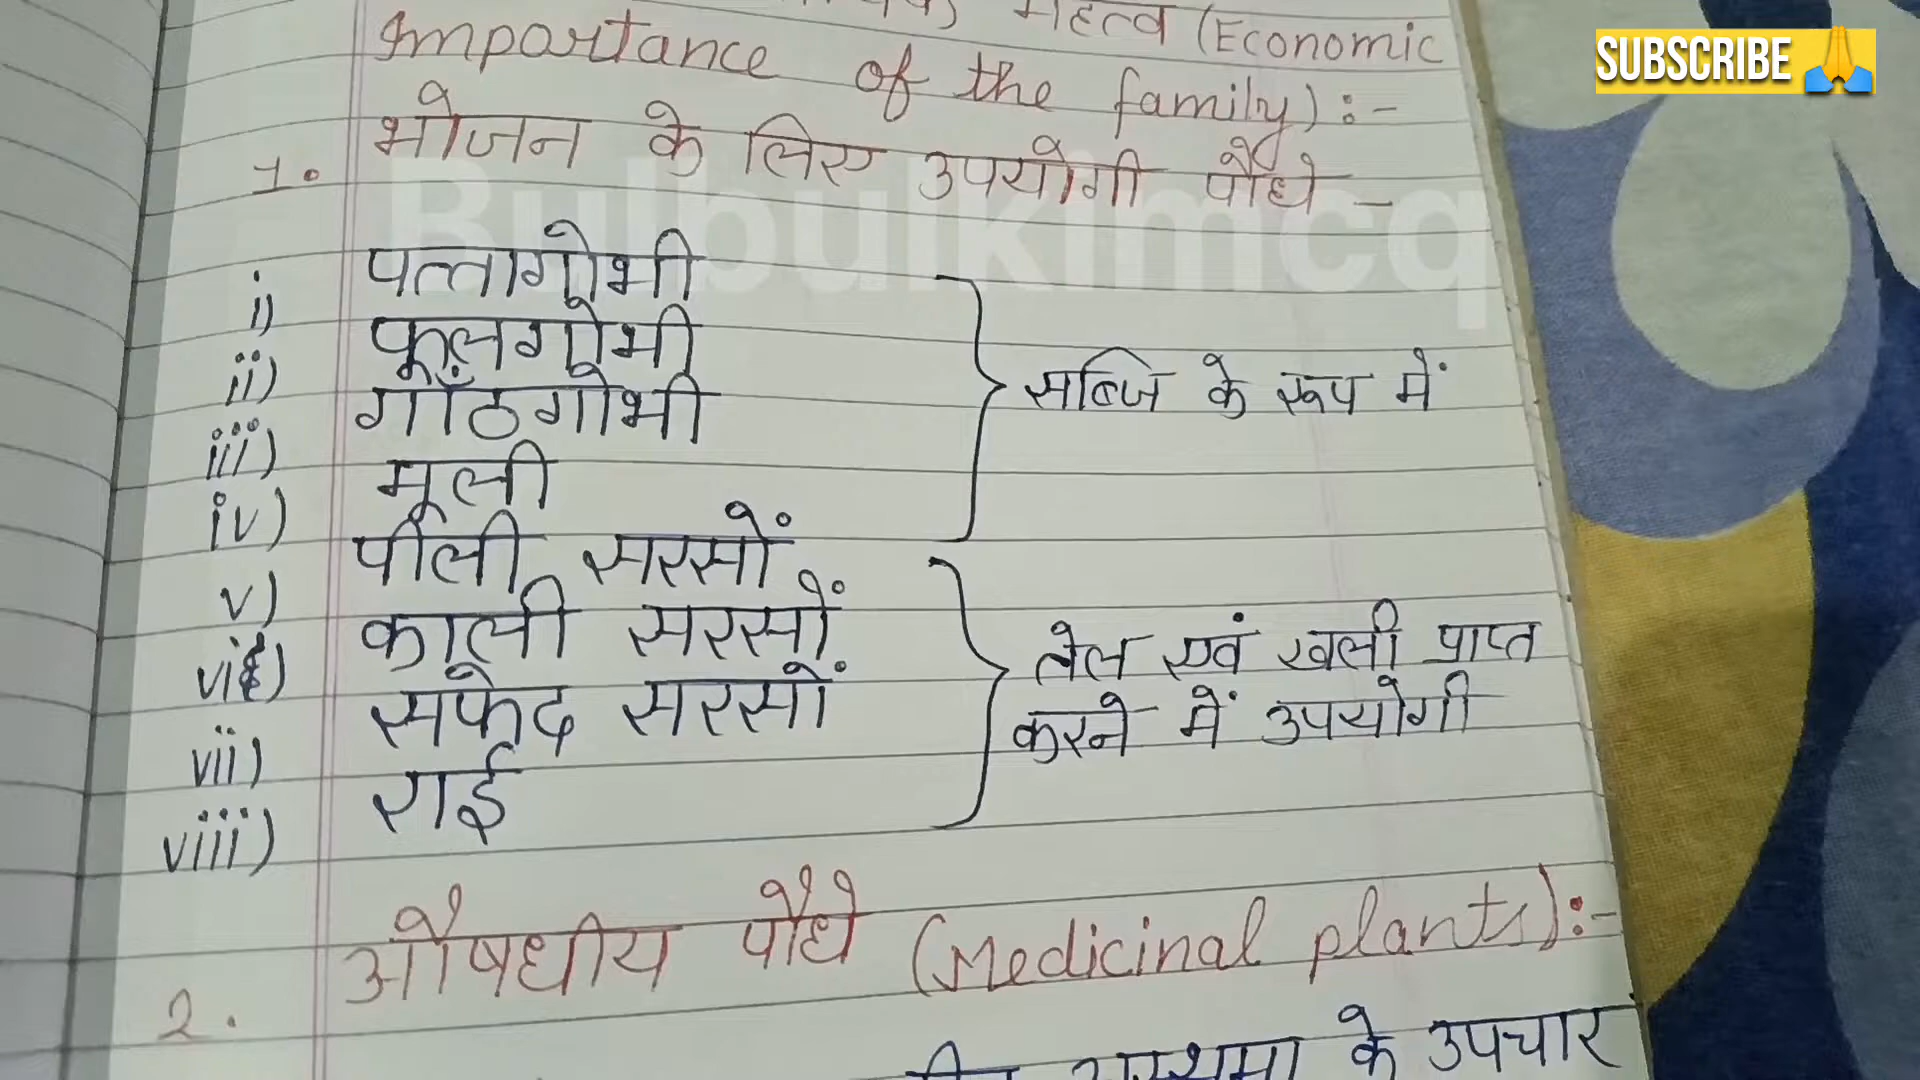 महत्व (Economic
Importance of the family):-
1. भोजन के लिए उपयोगी पौधे -
i) पत्तागोभी
ii) फूलगोभी
iii) गाँठगोभी
iv) मूली
सब्जि के रूप में
v) पीली सरसों
vi) काली सरसों
vii) सफेद सरसों
viii) राई
तेल एवं खली प्राप्त
करने में उपयोगी
2. औषधीय पौधे (Medicinal plants):-
के उपचार
SUBSCRIBE 🙏
Bulbulkimcq